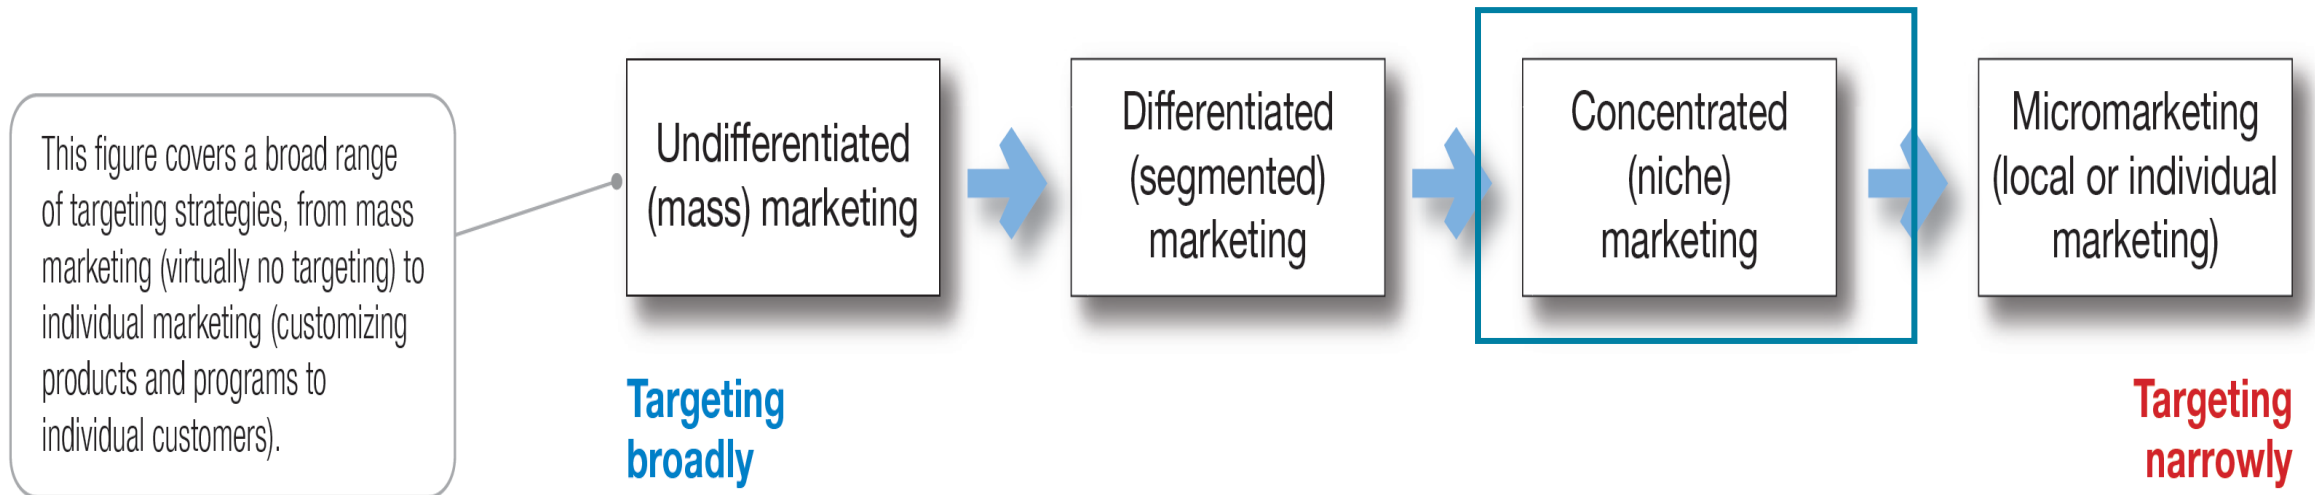 This figure covers a broad range
of targeting strategies, from mass
marketing (virtually no targeting) to
individual marketing (customizing
products and programs to
individual customers).
Undifferentiated
(mass) marketing
Differentiated
(segmented)
marketing
Concentrated
(niche)
marketing
Micromarketing
(local or individual
marketing)
Targeting
broadly
Targeting
narrowly